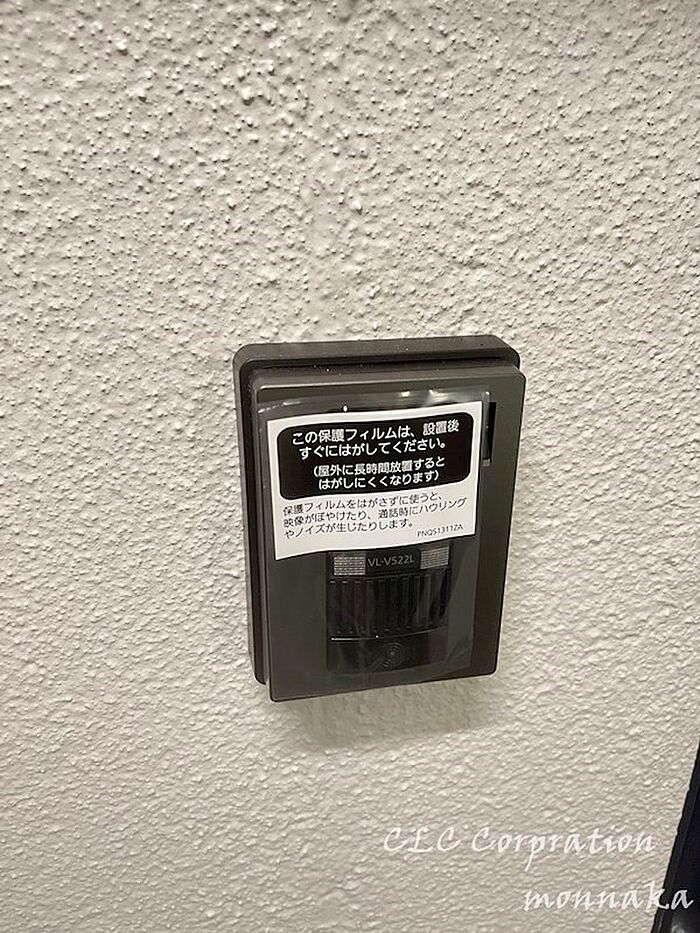 この保護フィルムは、設置後
すぐにはがしてください。
(屋外に長時間放置すると
はがしにくくなります)
保護フィルムをはがさずに使うと、
映像がぼやけたり、通話時にハウリング
やノイズが生じたりします。
PNQS1311ZA
VL-V522L
CLC Corpration
monnaka